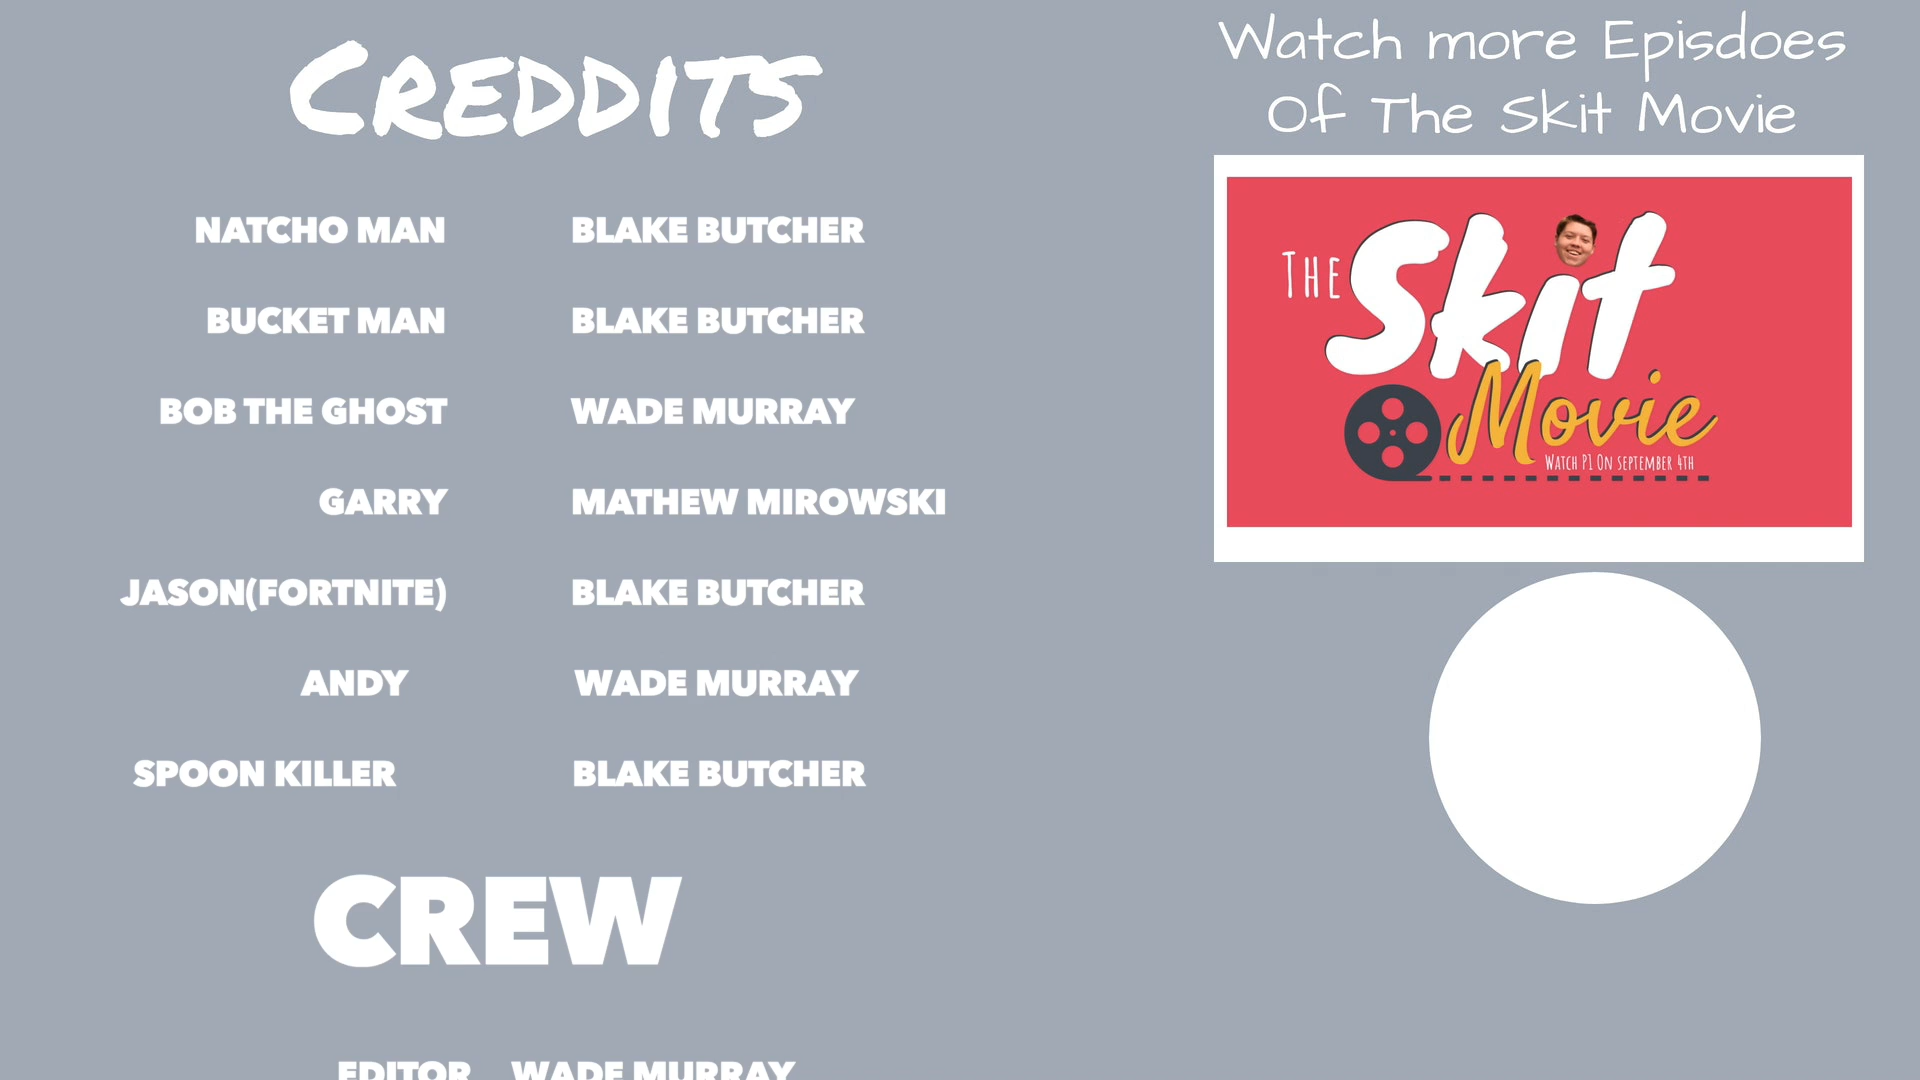 CREDDITS
NATCHO MAN BLAKE BUTCHER
BUCKET MAN BLAKE BUTCHER
BOB THE GHOST WADE MURRAY
GARRY MATHEW MIROWSKI
JASON(FORTNITE) BLAKE BUTCHER
ANDY WADE MURRAY
SPOON KILLER BLAKE BUTCHER
CREW
EDITOR WADE MURRAY
Watch more Episdoes
Of The Skit Movie
THE
Skit
Movie
WATCH P1 ON SEPTEMBER 4TH